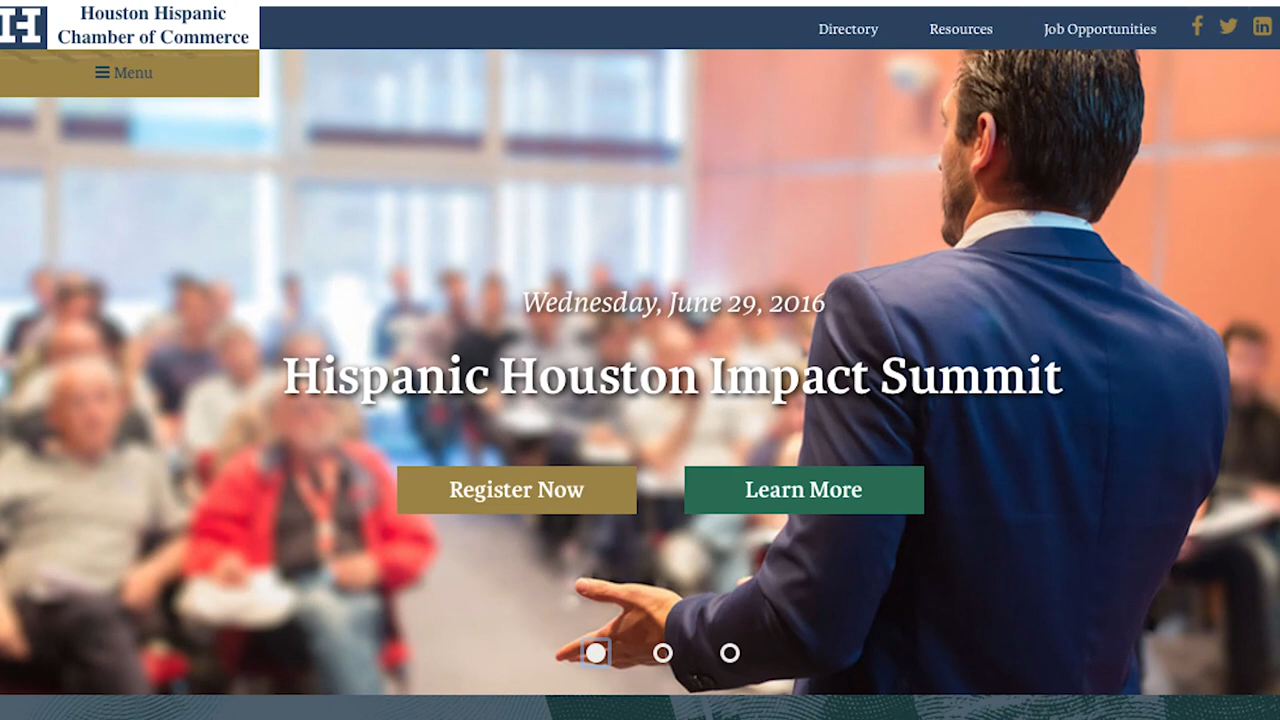 Houston Hispanic
Chamber of Commerce
Directory
Resources
Job Opportunities
Menu
Wednesday, June 29, 2016
Hispanic Houston Impact Summit
Register Now
Learn More